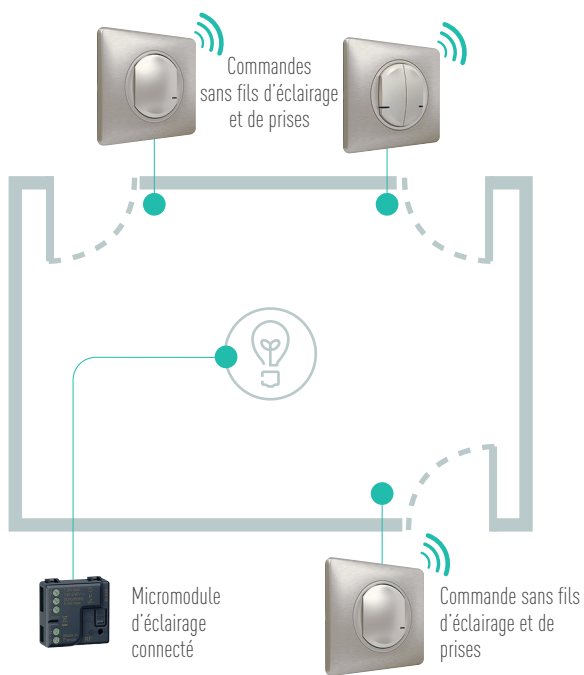 Commandes
sans fils d'éclairage
et de prises
Micromodule
d'éclairage
connecté
Commande sans fils
d'éclairage et de
prises